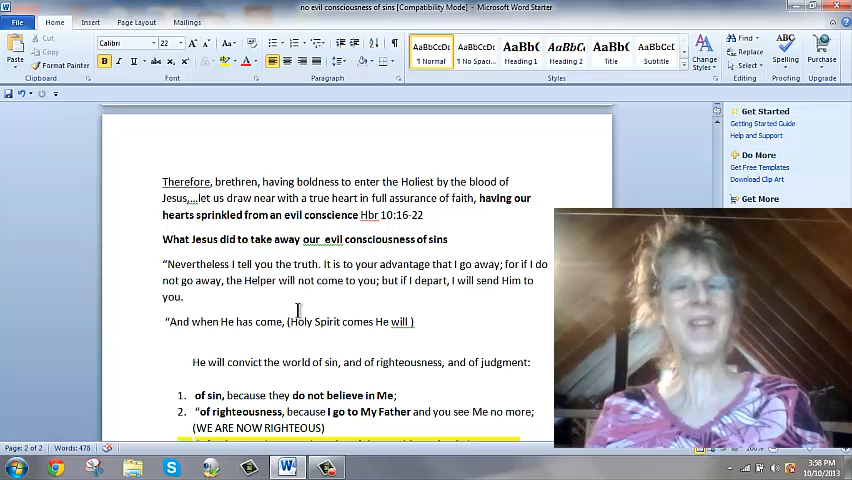 no evil consciousness of sins [Compatibility Mode] - Microsoft Word Starter
File Home Insert Page Layout Mailings
Cut
Copy
Format Painter
Paste
Clipboard
Calibri 22
Font
Paragraph
AaBbCcDc AaBbCcDc AaBbC AaBbCc AaBbC AaBbCc
¶ Normal ¶ No Spaci... Heading 1 Heading 2 Title Subtitle
Styles
Change Styles
Find
Replace
Select
Editing
Spelling
Proofing
Purchase
Upgrade
Therefore, brethren, having boldness to enter the Holiest by the blood of
Jesus,...let us draw near with a true heart in full assurance of faith, having our
hearts sprinkled from an evil conscience Hbr 10:16-22
What Jesus did to take away our evil consciousness of sins
“Nevertheless I tell you the truth. It is to your advantage that I go away; for if I do
not go away, the Helper will not come to you; but if I depart, I will send Him to
you.
“And when He has come, (Holy Spirit comes He will )
He will convict the world of sin, and of righteousness, and of judgment:
1. of sin, because they do not believe in Me;
2. “of righteousness, because I go to My Father and you see Me no more;
(WE ARE NOW RIGHTEOUS)
Get Started
Getting Started Guide
Help and Support
Do More
Get Free Templates
Download Clip Art
Get More
Page: 2 of 2 Words: 478
3:58 PM
10/10/2013